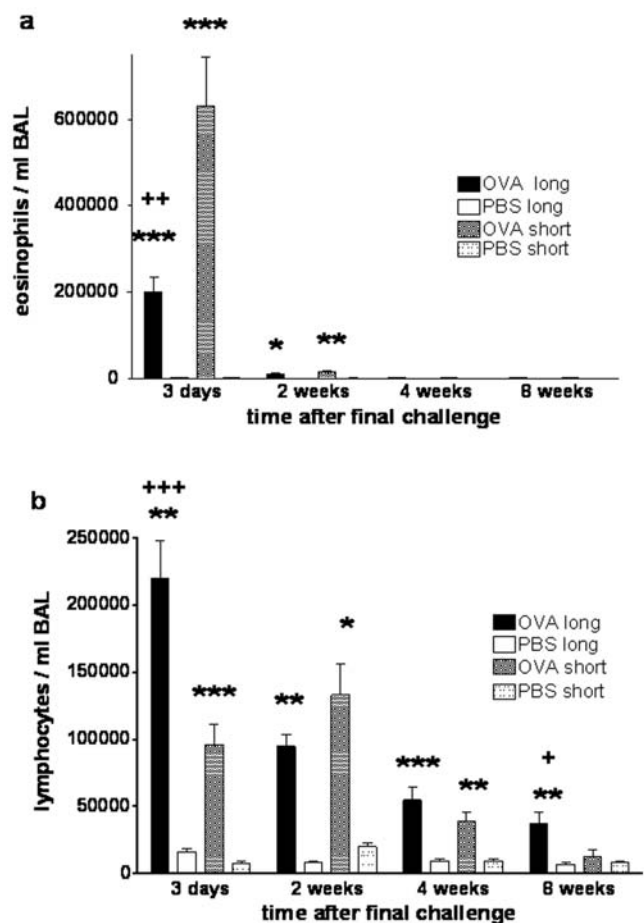 a
***
eosinophils / ml BAL
600000
400000
200000
0
++
***
OVA long
PBS long
OVA short
PBS short
*
**
3 days
2 weeks
4 weeks
8 weeks
time after final challenge
b
+++
**
lymphocytes / ml BAL
250000
200000
150000
100000
50000
0
OVA long
PBS long
OVA short
PBS short
***
**
*
***
**
+
**
3 days
2 weeks
4 weeks
8 weeks
time after final challenge